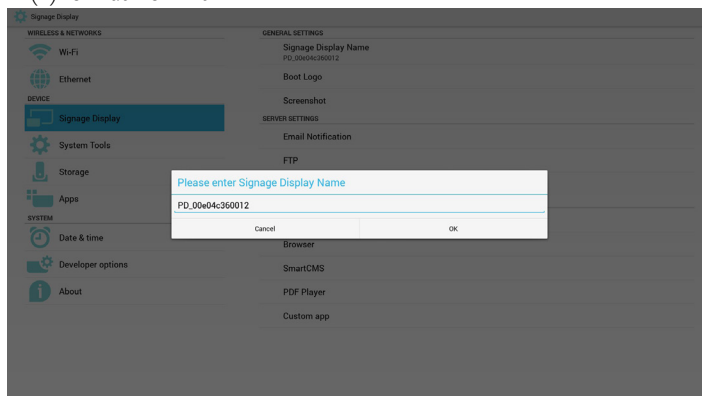 Signage Display
WIRELESS & NETWORKS
Wi-Fi
Ethernet
DEVICE
Signage Display
System Tools
Storage
Apps
SYSTEM
Date & time
Developer options
About
GENERAL SETTINGS
Signage Display Name
PD_00e04c360012
Boot Logo
Screenshot
SERVER SETTINGS
Email Notification
FTP
Please enter Signage Display Name
PD_00e04c360012
Cancel
OK
Browser
SmartCMS
PDF Player
Custom app